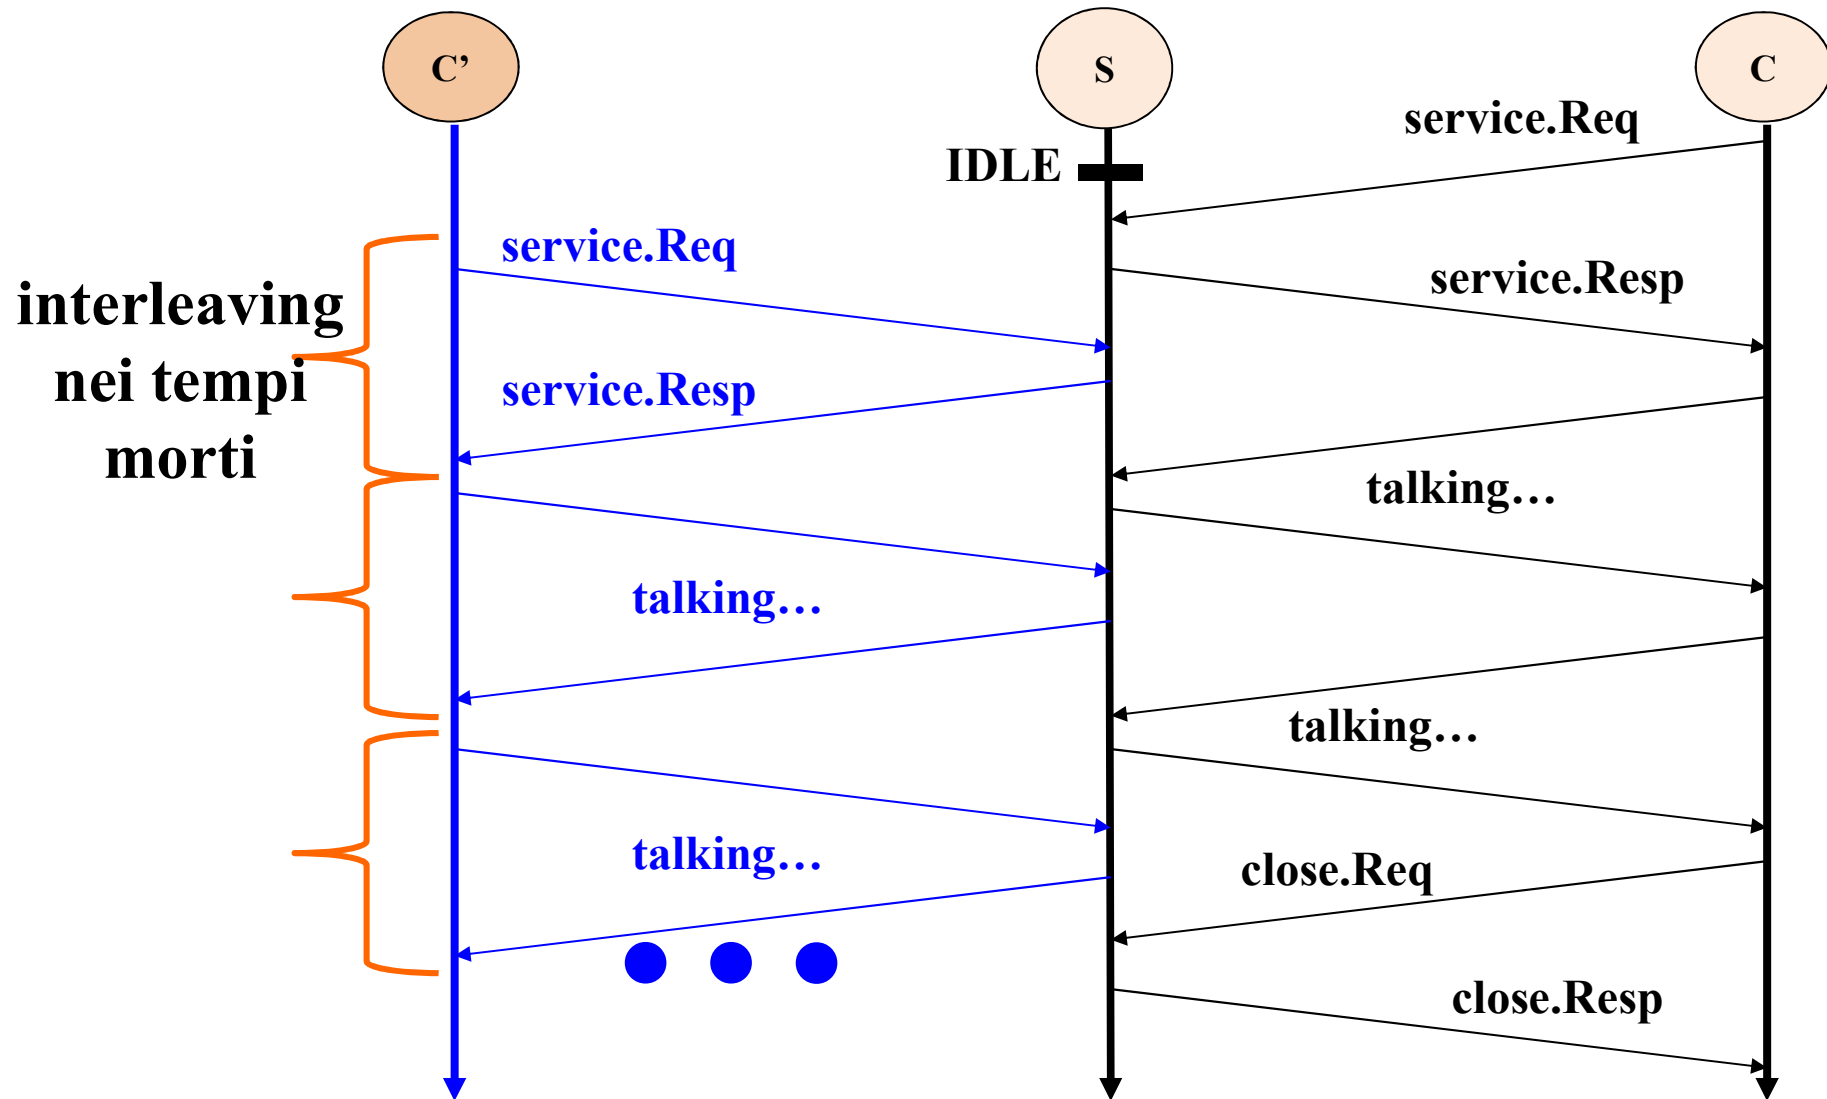 C’
S
C
service.Req
IDLE
service.Req
service.Resp
interleaving
nei tempi
morti
service.Resp
talking…
talking…
talking…
talking…
close.Req
close.Resp